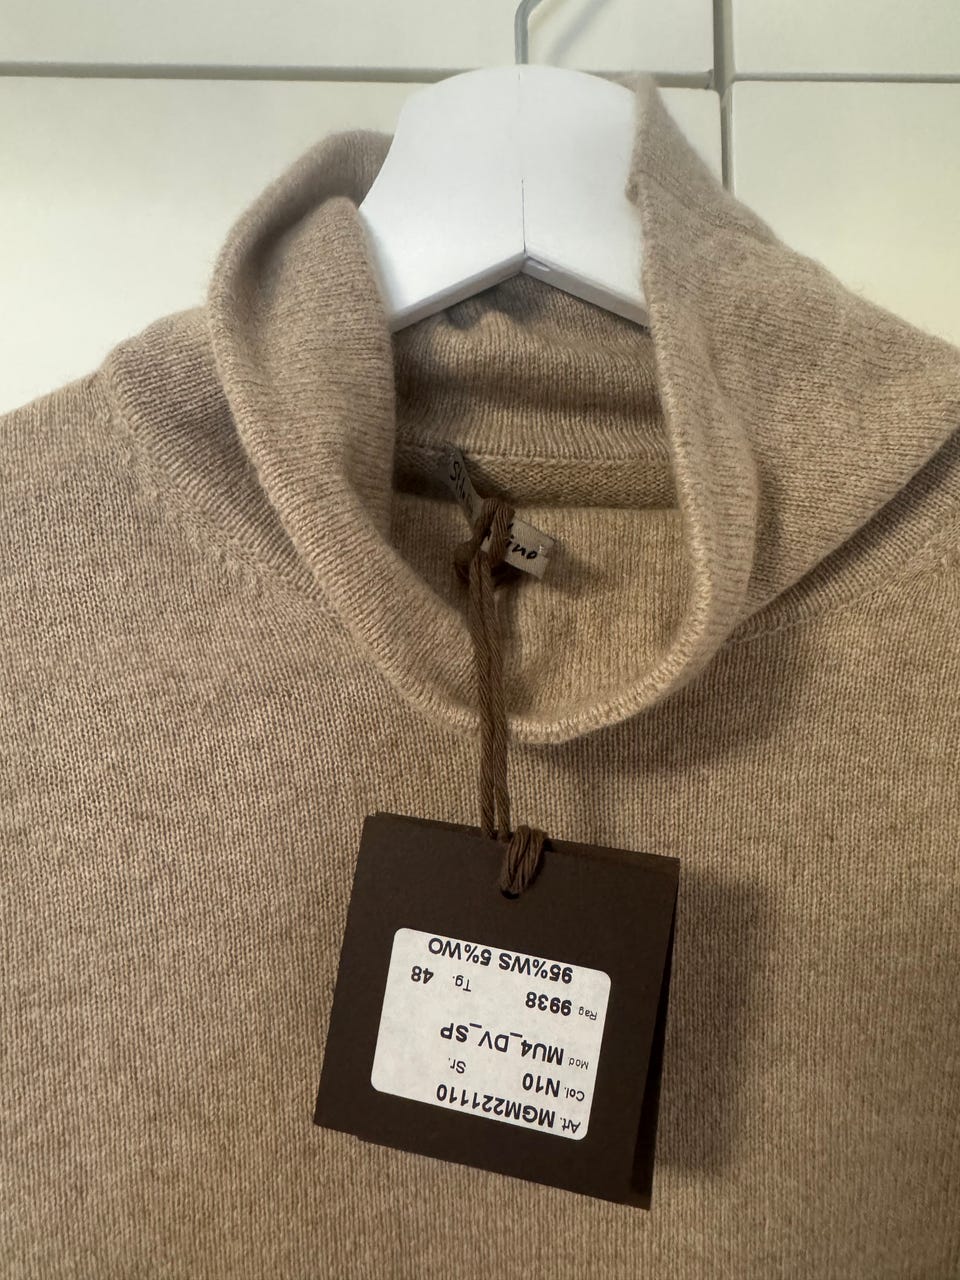 Art. MGM221110
Col. N10 Sr.
Mod MU4_DV_SP
Rag 9938 Tg. 48
95%WS 5%WO